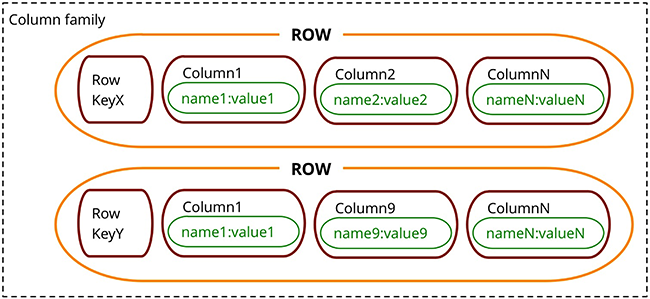 Column family
ROW
Row
KeyX
Column1
name1:value1
Column2
name2:value2
ColumnN
nameN:valueN
ROW
Row
KeyY
Column1
name1:value1
Column9
name9:value9
ColumnN
nameN:valueN